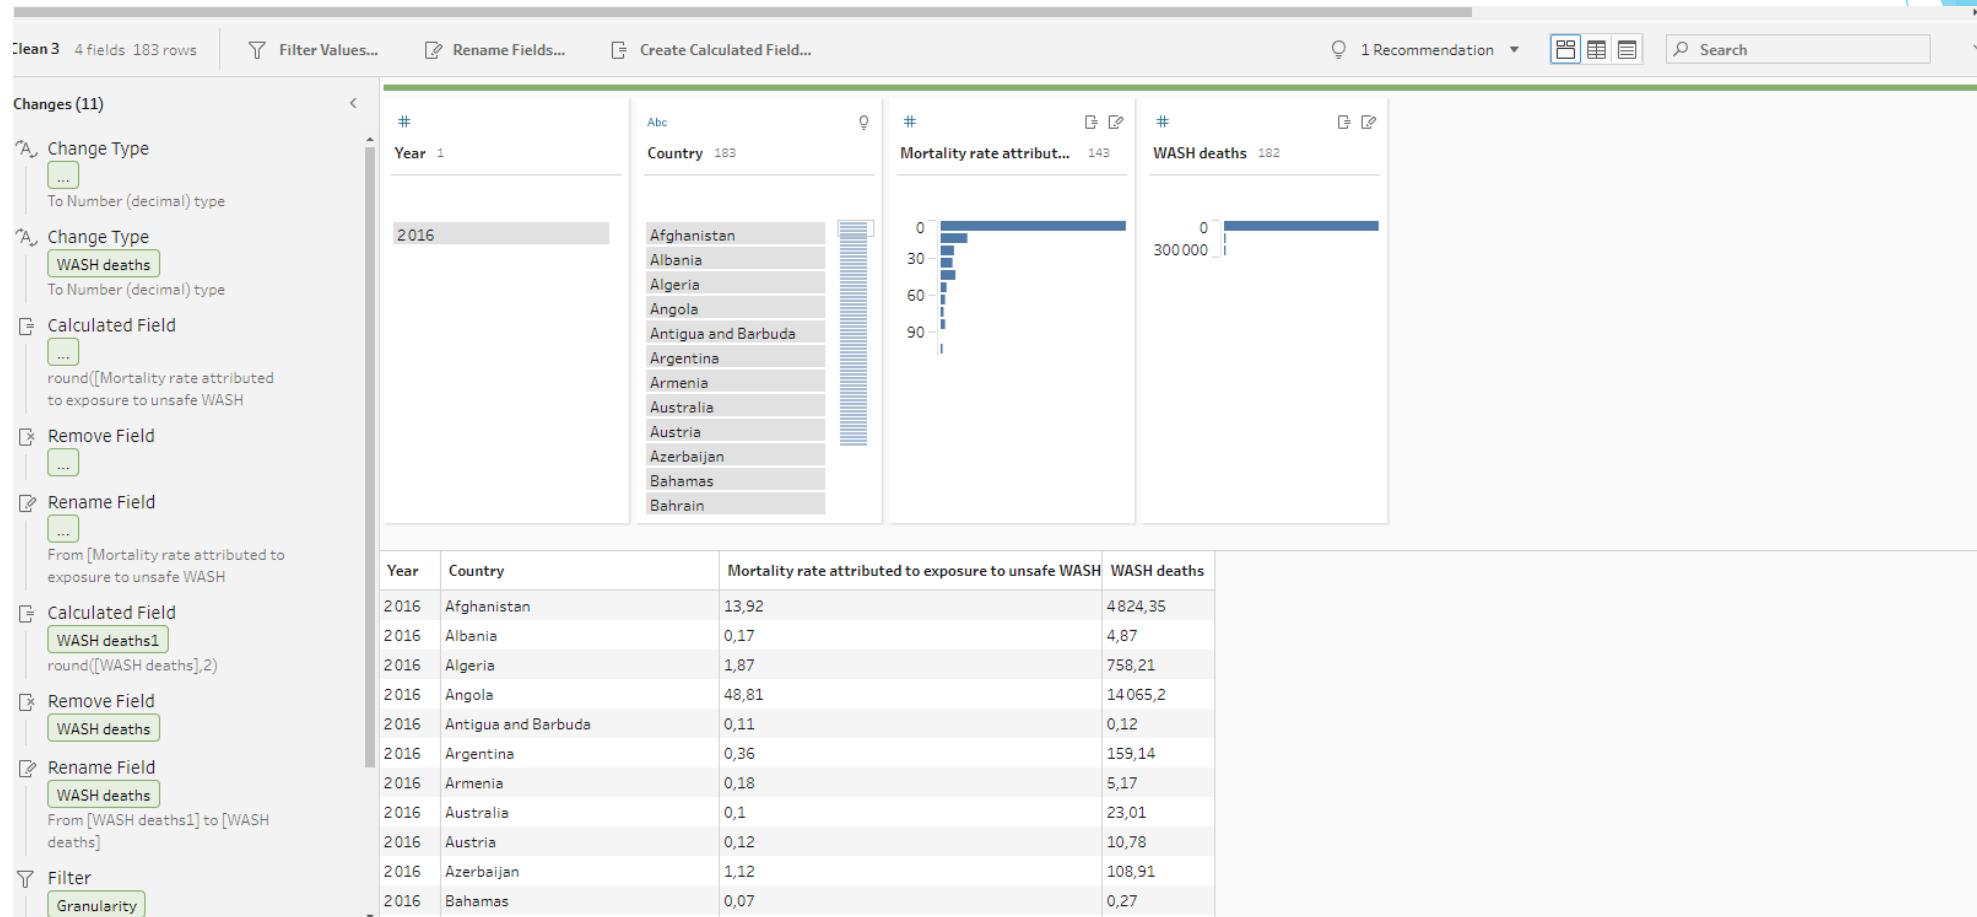 Clean 3 4 fields 183 rows Filter Values... Rename Fields... Create Calculated Field... 1 Recommendation Search
Changes (11)
Change Type
...
To Number (decimal) type
Change Type
WASH deaths
To Number (decimal) type
Calculated Field
...
round([Mortality rate attributed
to exposure to unsafe WASH
Remove Field
...
Rename Field
...
From [Mortality rate attributed to
exposure to unsafe WASH
Calculated Field
WASH deaths1
round([WASH deaths],2)
Remove Field
WASH deaths
Rename Field
WASH deaths
From [WASH deaths1] to [WASH
deaths]
Filter
Granularity
#
Year 1
2016
Abc
Country 183
Afghanistan
Albania
Algeria
Angola
Antigua and Barbuda
Argentina
Armenia
Australia
Austria
Azerbaijan
Bahamas
Bahrain
#
Mortality rate attribut... 143
0
30
60
90
#
WASH deaths 182
0
300 000
Year Country Mortality rate attributed to exposure to unsafe WASH WASH deaths
2016 Afghanistan 13,92 4 824,35
2016 Albania 0,17 4,87
2016 Algeria 1,87 758,21
2016 Angola 48,81 14 065,2
2016 Antigua and Barbuda 0,11 0,12
2016 Argentina 0,36 159,14
2016 Armenia 0,18 5,17
2016 Australia 0,1 23,01
2016 Austria 0,12 10,78
2016 Azerbaijan 1,12 108,91
2016 Bahamas 0,07 0,27